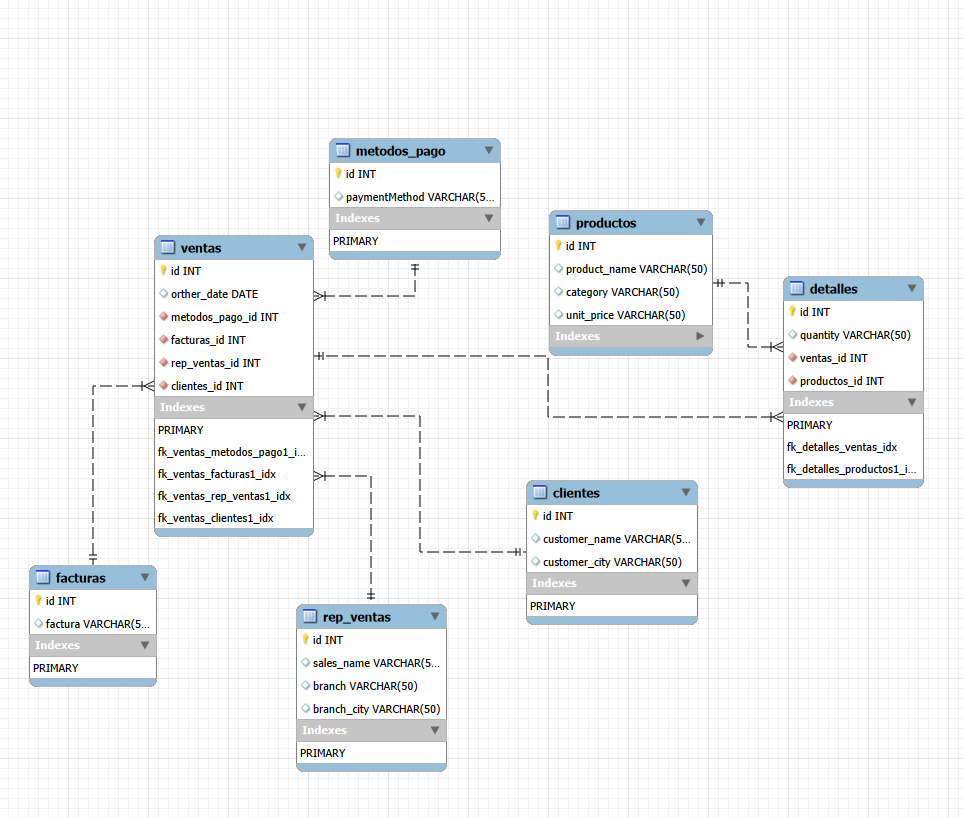 metodos_pago
id INT
paymentMethod VARCHAR(5...
Indexes
PRIMARY
productos
id INT
product_name VARCHAR(50)
category VARCHAR(50)
unit_price VARCHAR(50)
Indexes
ventas
id INT
orther_date DATE
metodos_pago_id INT
facturas_id INT
rep_ventas_id INT
clientes_id INT
Indexes
PRIMARY
fk_ventas_metodos_pago1_i...
fk_ventas_facturas1_idx
fk_ventas_rep_ventas1_idx
fk_ventas_clientes1_idx
detalles
id INT
quantity VARCHAR(50)
ventas_id INT
productos_id INT
Indexes
PRIMARY
fk_detalles_ventas_idx
fk_detalles_productos1_i...
clientes
id INT
customer_name VARCHAR(5...
customer_city VARCHAR(50)
Indexes
PRIMARY
facturas
id INT
factura VARCHAR(5...
Indexes
PRIMARY
rep_ventas
id INT
sales_name VARCHAR(5...
branch VARCHAR(50)
branch_city VARCHAR(50)
Indexes
PRIMARY